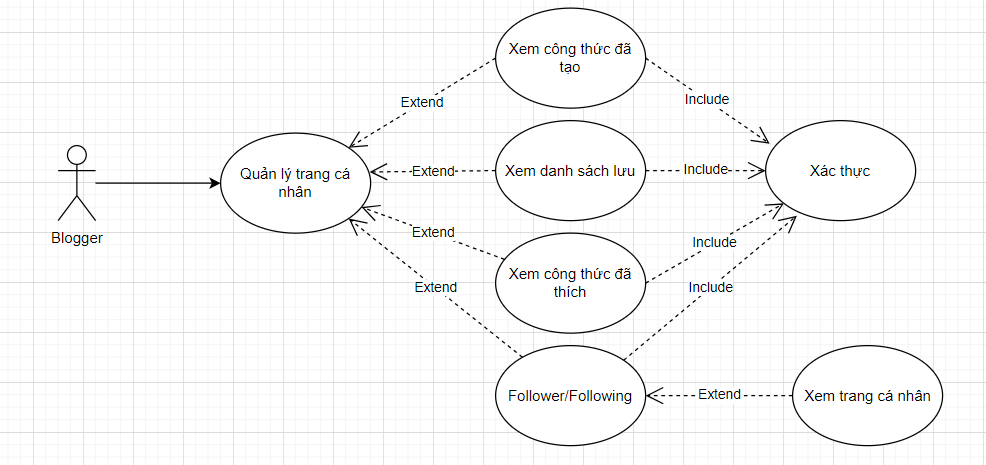 Xem công thức đã
tạo
Extend
Include
Quản lý trang cá
nhân
Extend
Xem danh sách lưu
Include
Xác thực
Blogger
Extend
Include
Xem công thức đã
thích
Extend
Include
Follower/Following
Extend
Xem trang cá nhân